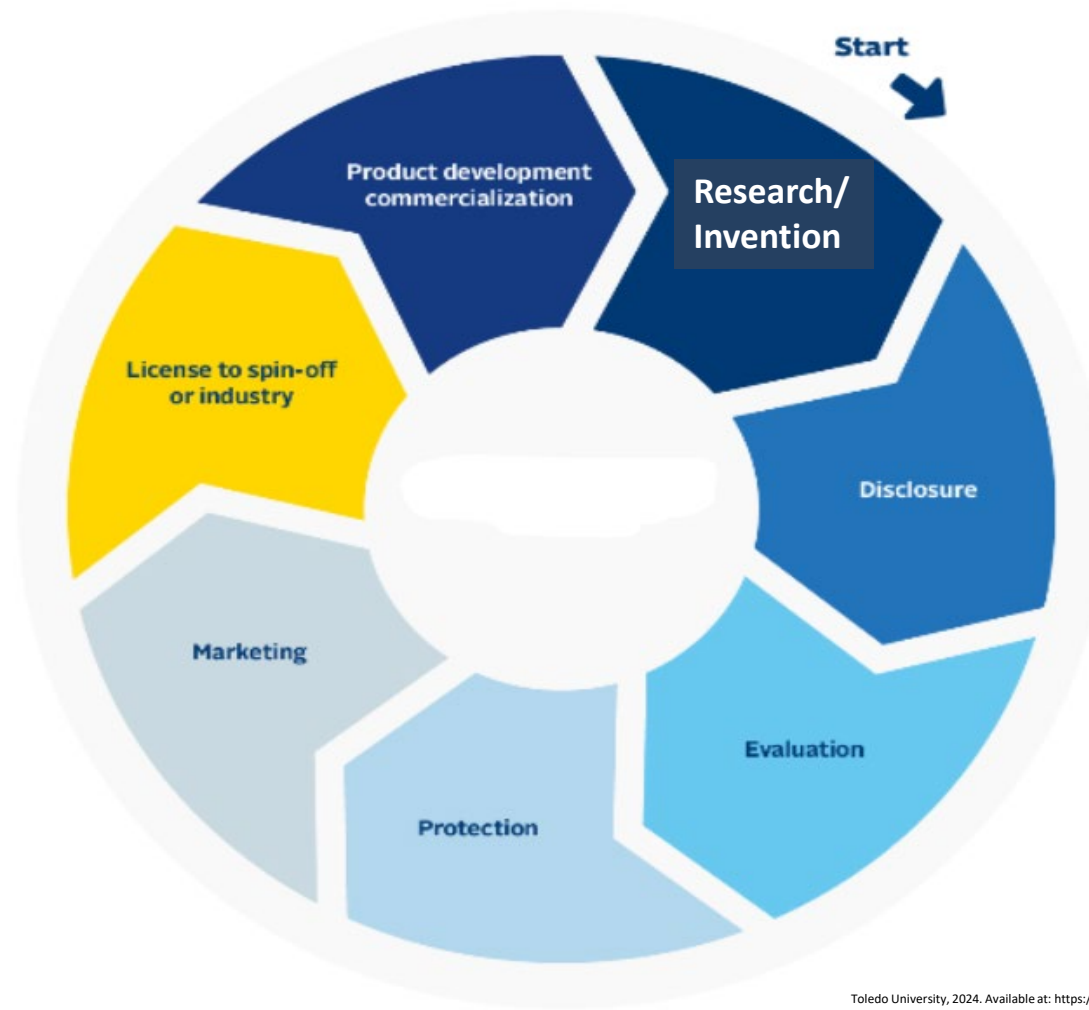 Start
Product development
commercialization
Research/
Invention
License to spin-off
or industry
Disclosure
Marketing
Evaluation
Protection
Toledo University, 2024. Available at: https:/